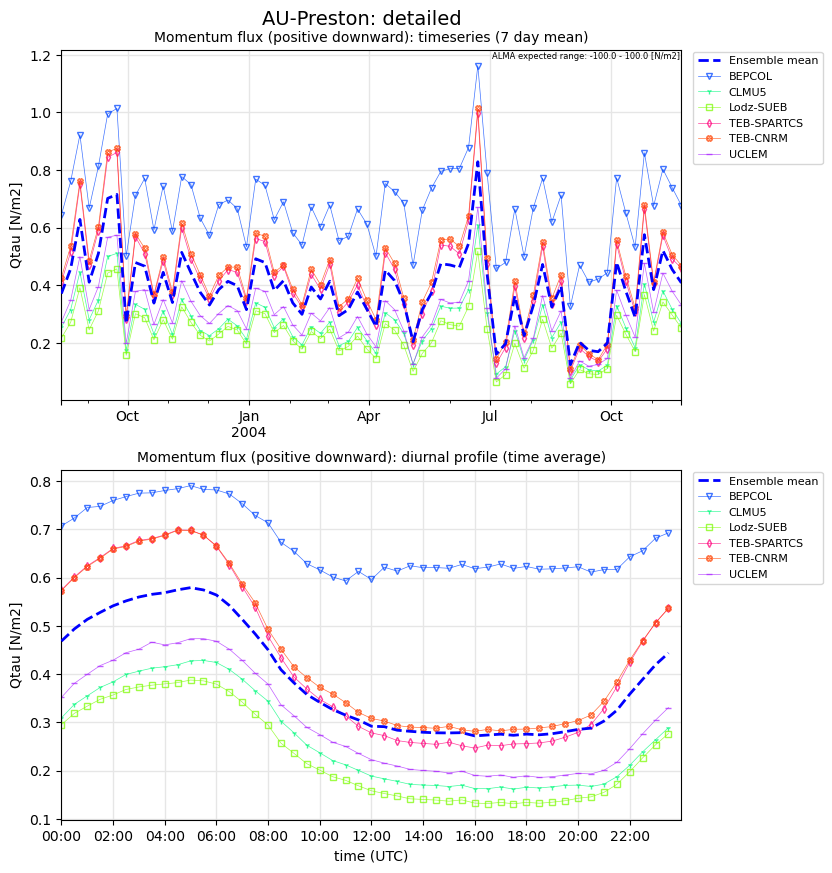 AU-Preston: detailed
Momentum flux (positive downward): timeseries (7 day mean)
ALMA expected range: -100.0 - 100.0 [N/m2]
Qtau [N/m2]
1.2
1.0
0.8
0.6
0.4
0.2
Oct
Jan
2004
Apr
Jul
Oct
Ensemble mean
BEPCOL
CLMU5
Lodz-SUEB
TEB-SPARTCS
TEB-CNRM
UCLEM
Momentum flux (positive downward): diurnal profile (time average)
Qtau [N/m2]
0.8
0.7
0.6
0.5
0.4
0.3
0.2
0.1
00:00 02:00 04:00 06:00 08:00 10:00 12:00 14:00 16:00 18:00 20:00 22:00
time (UTC)
Ensemble mean
BEPCOL
CLMU5
Lodz-SUEB
TEB-SPARTCS
TEB-CNRM
UCLEM